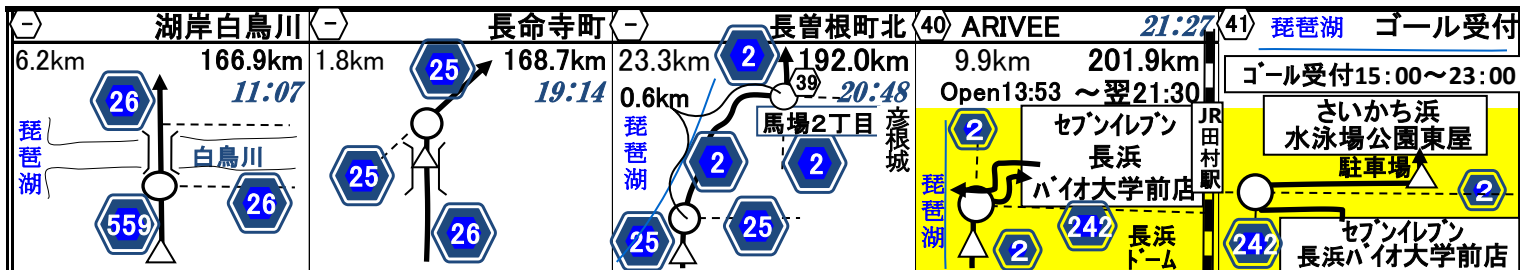 - 湖岸白鳥川
6.2km 166.9km
11:07
26
琵琶湖
白鳥川
26
559
- 長命寺町
1.8km 168.7km
19:14
25
25
26
- 長曽根町北
23.3km 192.0km
2
39
20:48
0.6km
馬場2丁目
彦根城
琵琶湖
2
2
25
25
40 ARIVEE 21:27
9.9km 201.9km
Open13:53 ~翌21:30
セブンイレブン
長浜
バイオ大学前店
JR田村駅
2
琵琶湖
242
2
長浜
ドーム
41 琵琶湖 ゴール受付
ゴール受付15:00~23:00
さいかち浜
水泳場公園東屋
駐車場
2
242
セブンイレブン
長浜バイオ大学前店